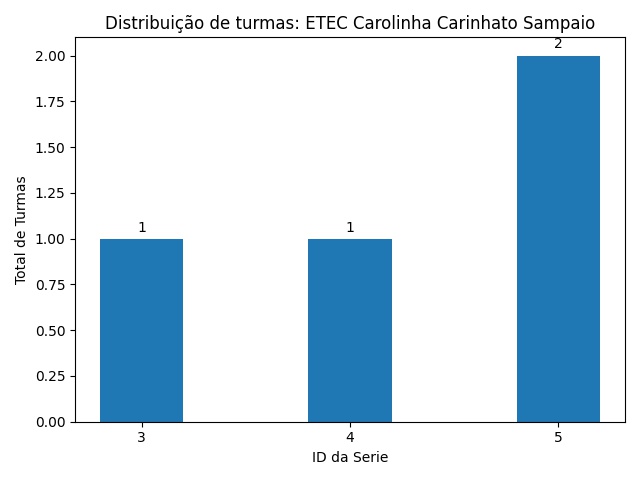 Distribuição de turmas: ETEC Carolinha Carinhato Sampaio
2
2.00
1.75
1.50
1.25
1 1
1.00
0.75
0.50
0.25
0.00
Total de Turmas
3 4 5
ID da Serie